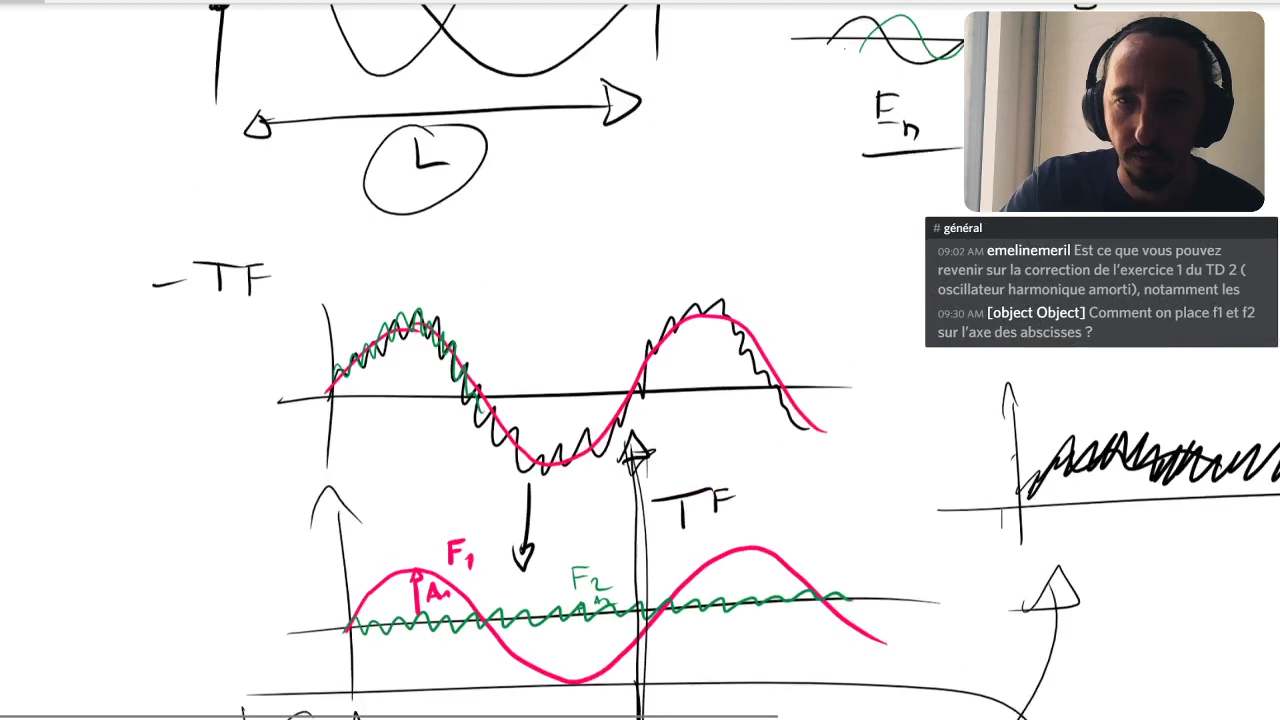 En
# général
09:02 AM emelinemeril Est ce que vous pouvez
revenir sur la correction de l'exercice 1 du TD 2 (
oscillateur harmonique amorti), notamment les
09:30 AM [object Object] Comment on place f1 et f2
sur l'axe des abscisses ?
- TF
TF
F1
A1
F2